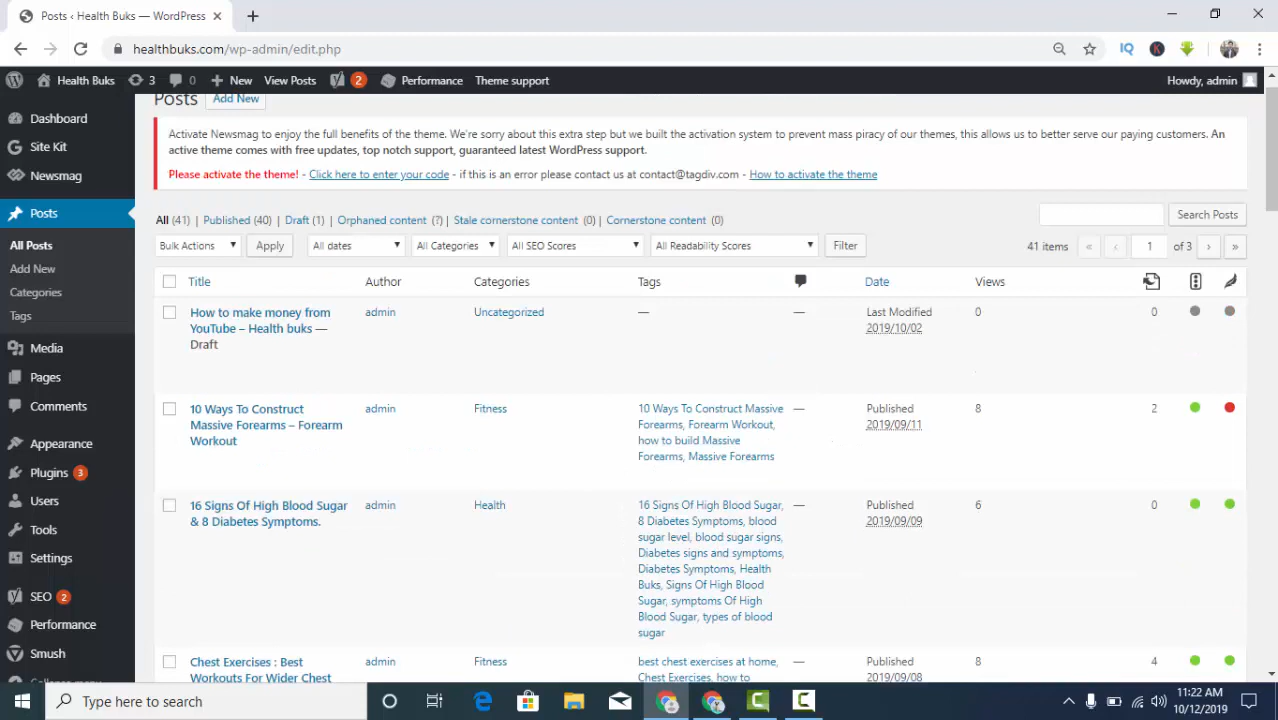 Posts ‹ Health Buks — WordPress
healthbuks.com/wp-admin/edit.php
Health Buks 3 0 New View Posts 2 Performance Theme support Howdy, admin
Posts Add New
Activate Newsmag to enjoy the full benefits of the theme. We're sorry about this extra step but we built the activation system to prevent mass piracy of our themes, this allows us to better serve our paying customers. An
active theme comes with free updates, top notch support, guaranteed latest WordPress support.
Please activate the theme! - Click here to enter your code - if this is an error please contact us at contact@tagdiv.com - How to activate the theme
Dashboard
Site Kit
Newsmag
Posts
All Posts
Add New
Categories
Tags
Media
Pages
Comments
Appearance
Plugins 3
Users
Tools
Settings
SEO 2
Performance
Smush
All (41) | Published (40) | Draft (1) | Orphaned content (7) | Stale cornerstone content (0) | Cornerstone content (0)
Search Posts
Bulk Actions Apply All dates All Categories All SEO Scores All Readability Scores Filter 41 items « ‹ 1 of 3 › »
Title Author Categories Tags Date Views
How to make money from
YouTube – Health buks —
Draft
admin
Uncategorized
—
—
Last Modified
2019/10/02
0
0
10 Ways To Construct
Massive Forearms – Forearm
Workout
admin
Fitness
10 Ways To Construct Massive
Forearms, Forearm Workout,
how to build Massive
Forearms, Massive Forearms
—
Published
2019/09/11
8
2
16 Signs Of High Blood Sugar
& 8 Diabetes Symptoms.
admin
Health
16 Signs Of High Blood Sugar,
8 Diabetes Symptoms, blood
sugar level, blood sugar signs,
Diabetes signs and symptoms,
Diabetes Symptoms, Health
Buks, Signs Of High Blood
Sugar, symptoms Of High
Blood Sugar, types of blood
sugar
—
Published
2019/09/09
6
0
Chest Exercises : Best
Workouts For Wider Chest
admin
Fitness
best chest exercises at home,
Chest Exercises, how to
—
Published
2019/09/08
8
4
Type here to search
11:22 AM
10/12/2019